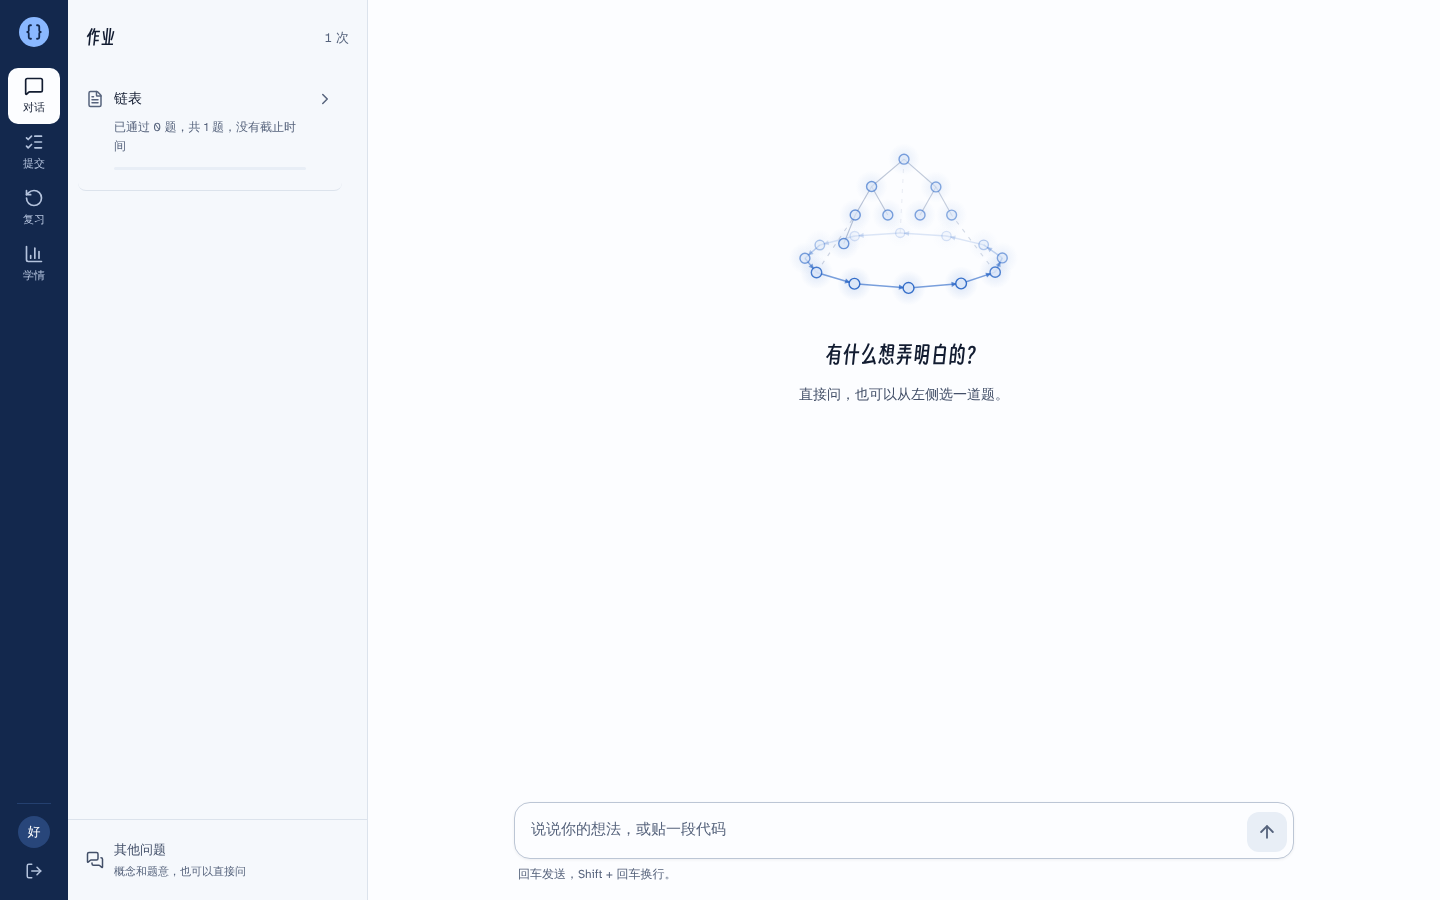 { }
对话
提交
复习
学情
好
作业
1 次
链表
已通过 0 题，共 1 题，没有截止时
间
其他问题
概念和题意，也可以直接问
有什么想弄明白的？
直接问，也可以从左侧选一道题。
说说你的想法，或贴一段代码
回车发送，Shift + 回车换行。